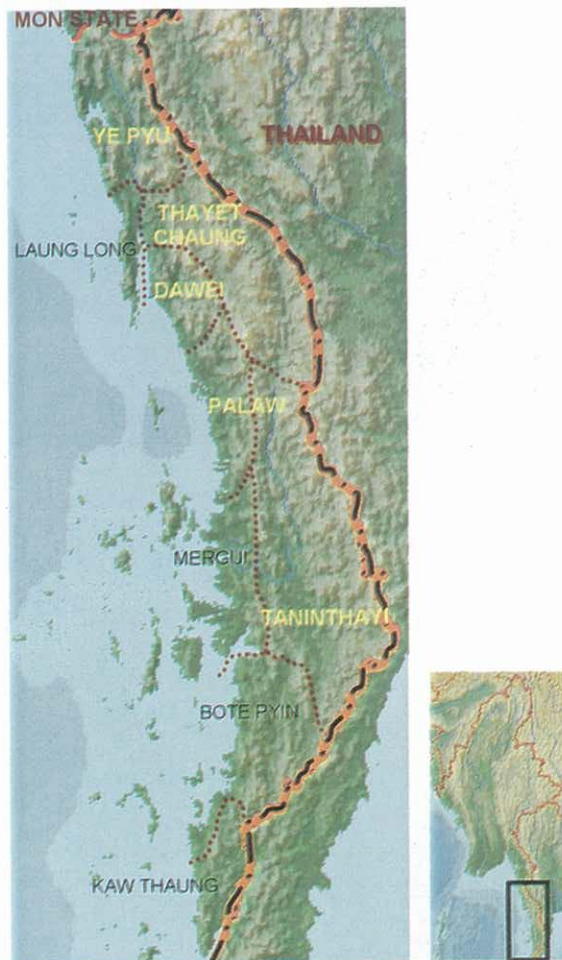 MON STATE
YE PYU
THAILAND
THAYET
CHAUNG
LAUNG LONG
DAWEI
PALAW
MERGUI
TANINTHAYI
BOTE PYIN
KAW THAUNG